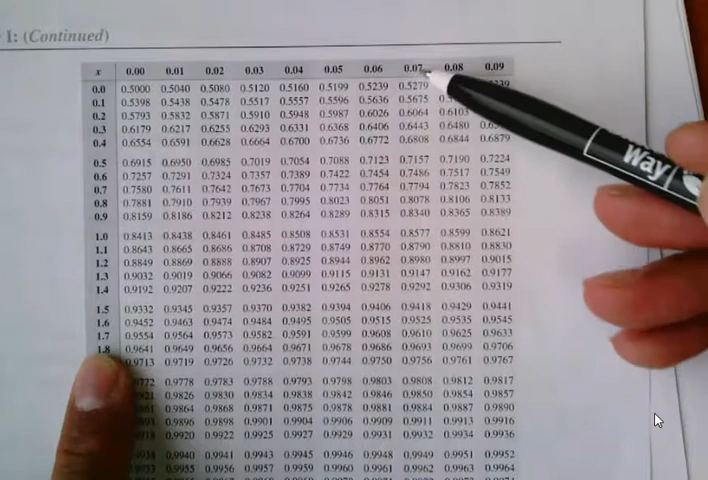 I: (Continued)
x 0.00 0.01 0.02 0.03 0.04 0.05 0.06 0.07 0.08 0.09
0.0 0.5000 0.5040 0.5080 0.5120 0.5160 0.5199 0.5239 0.5279
0.1 0.5398 0.5438 0.5478 0.5517 0.5557 0.5596 0.5636 0.5675
0.2 0.5793 0.5832 0.5871 0.5910 0.5948 0.5987 0.6026 0.6064 0.6103
0.3 0.6179 0.6217 0.6255 0.6293 0.6331 0.6368 0.6406 0.6443 0.6480
0.4 0.6554 0.6591 0.6628 0.6664 0.6700 0.6736 0.6772 0.6808 0.6844 0.6879
0.5 0.6915 0.6950 0.6985 0.7019 0.7054 0.7088 0.7123 0.7157 0.7190 0.7224
0.6 0.7257 0.7291 0.7324 0.7357 0.7389 0.7422 0.7454 0.7486 0.7517 0.7549
0.7 0.7580 0.7611 0.7642 0.7673 0.7704 0.7734 0.7764 0.7794 0.7823 0.7852
0.8 0.7881 0.7910 0.7939 0.7967 0.7995 0.8023 0.8051 0.8078 0.8106 0.8133
0.9 0.8159 0.8186 0.8212 0.8238 0.8264 0.8289 0.8315 0.8340 0.8365 0.8389
1.0 0.8413 0.8438 0.8461 0.8485 0.8508 0.8531 0.8554 0.8577 0.8599 0.8621
1.1 0.8643 0.8665 0.8686 0.8708 0.8729 0.8749 0.8770 0.8790 0.8810 0.8830
1.2 0.8849 0.8869 0.8888 0.8907 0.8925 0.8944 0.8962 0.8980 0.8997 0.9015
1.3 0.9032 0.9019 0.9066 0.9082 0.9099 0.9115 0.9131 0.9147 0.9162 0.9177
1.4 0.9192 0.9207 0.9222 0.9236 0.9251 0.9265 0.9278 0.9292 0.9306 0.9319
1.5 0.9332 0.9345 0.9357 0.9370 0.9382 0.9394 0.9406 0.9418 0.9429 0.9441
1.6 0.9452 0.9463 0.9474 0.9484 0.9495 0.9505 0.9515 0.9525 0.9535 0.9545
1.7 0.9554 0.9564 0.9573 0.9582 0.9591 0.9599 0.9608 0.9610 0.9625 0.9633
1.8 0.9641 0.9649 0.9656 0.9664 0.9671 0.9678 0.9686 0.9693 0.9699 0.9706
0.9713 0.9719 0.9726 0.9732 0.9738 0.9744 0.9750 0.9756 0.9761 0.9767
0.9778 0.9783 0.9788 0.9793 0.9798 0.9803 0.9808 0.9812 0.9817
0.9826 0.9830 0.9834 0.9838 0.9842 0.9846 0.9850 0.9854 0.9857
0.9864 0.9868 0.9871 0.9875 0.9878 0.9881 0.9884 0.9887 0.9890
0.9896 0.9898 0.9901 0.9904 0.9906 0.9909 0.9911 0.9913 0.9916
0.9920 0.9922 0.9925 0.9927 0.9929 0.9931 0.9932 0.9934 0.9936
0.9940 0.9941 0.9943 0.9945 0.9946 0.9948 0.9949 0.9951 0.9952
0.9955 0.9956 0.9957 0.9959 0.9960 0.9961 0.9962 0.9963 0.9964
Way